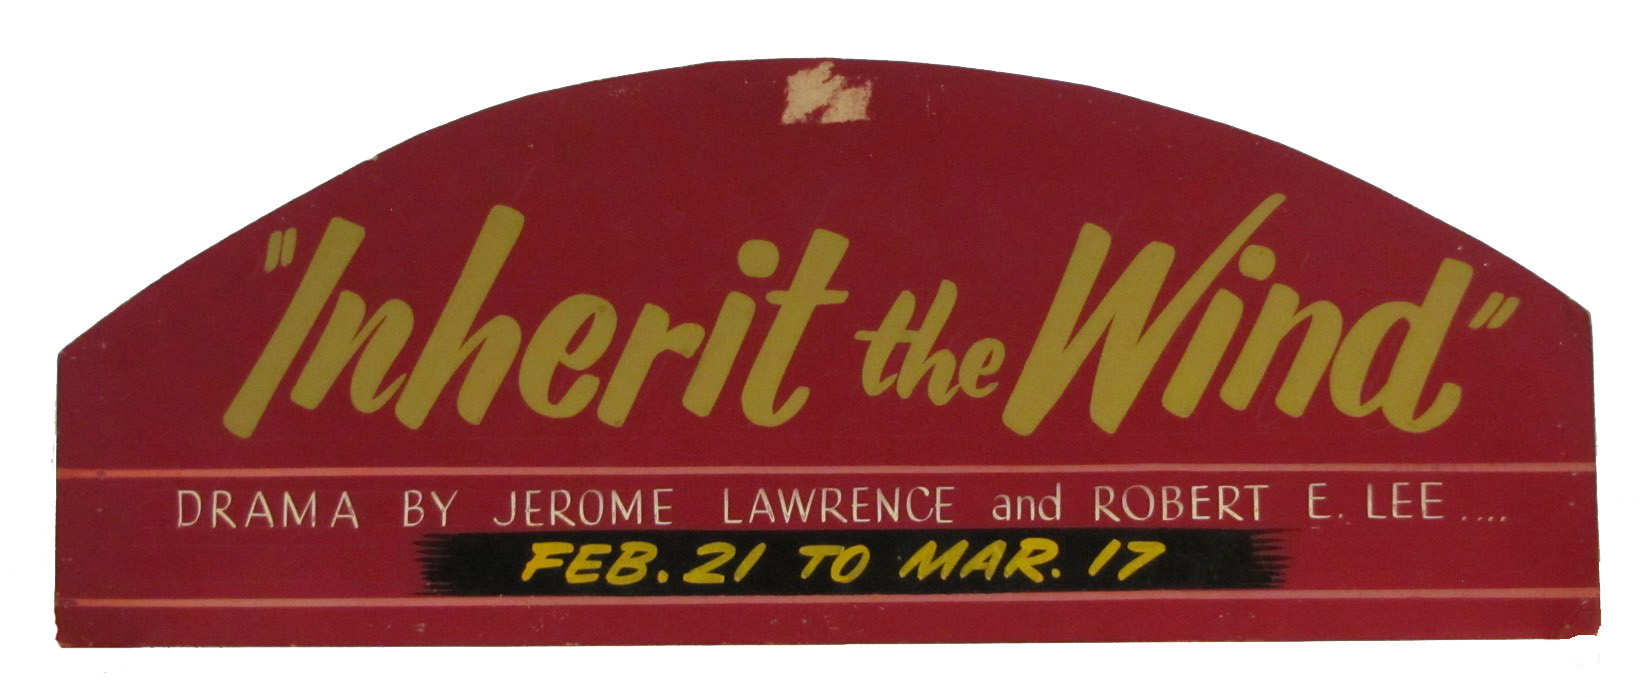 "Inherit the Wind"
DRAMA BY JEROME LAWRENCE and ROBERT E. LEE ....
FEB. 21 TO MAR. 17